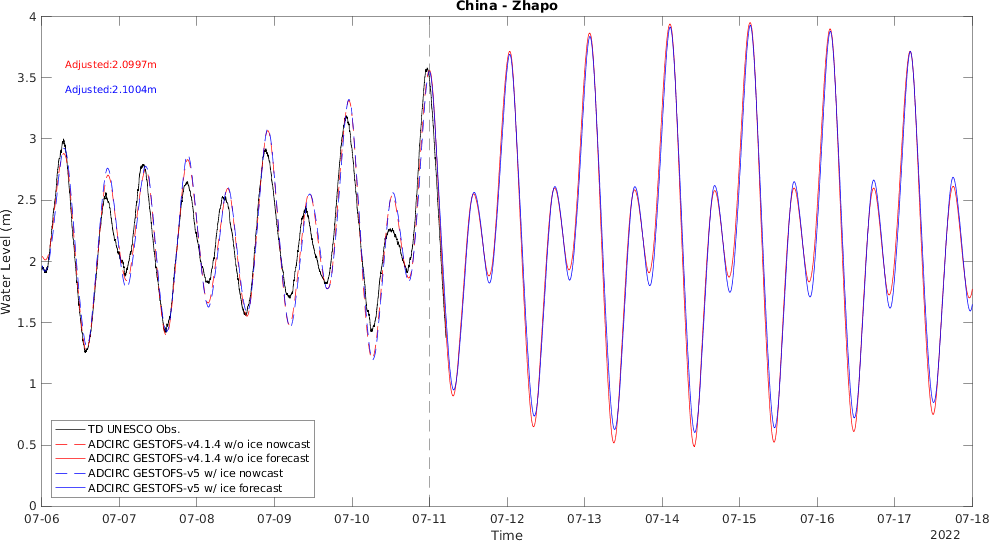 China - Zhapo
4
3.5
3
2.5
2
1.5
1
0.5
0
Water Level (m)
Adjusted:2.0997m
Adjusted:2.1004m
TD UNESCO Obs.
ADCIRC GESTOFS-v4.1.4 w/o ice nowcast
ADCIRC GESTOFS-v4.1.4 w/o ice forecast
ADCIRC GESTOFS-v5 w/ ice nowcast
ADCIRC GESTOFS-v5 w/ ice forecast
07-06 07-07 07-08 07-09 07-10 07-11 07-12 07-13 07-14 07-15 07-16 07-17 07-18
Time
2022